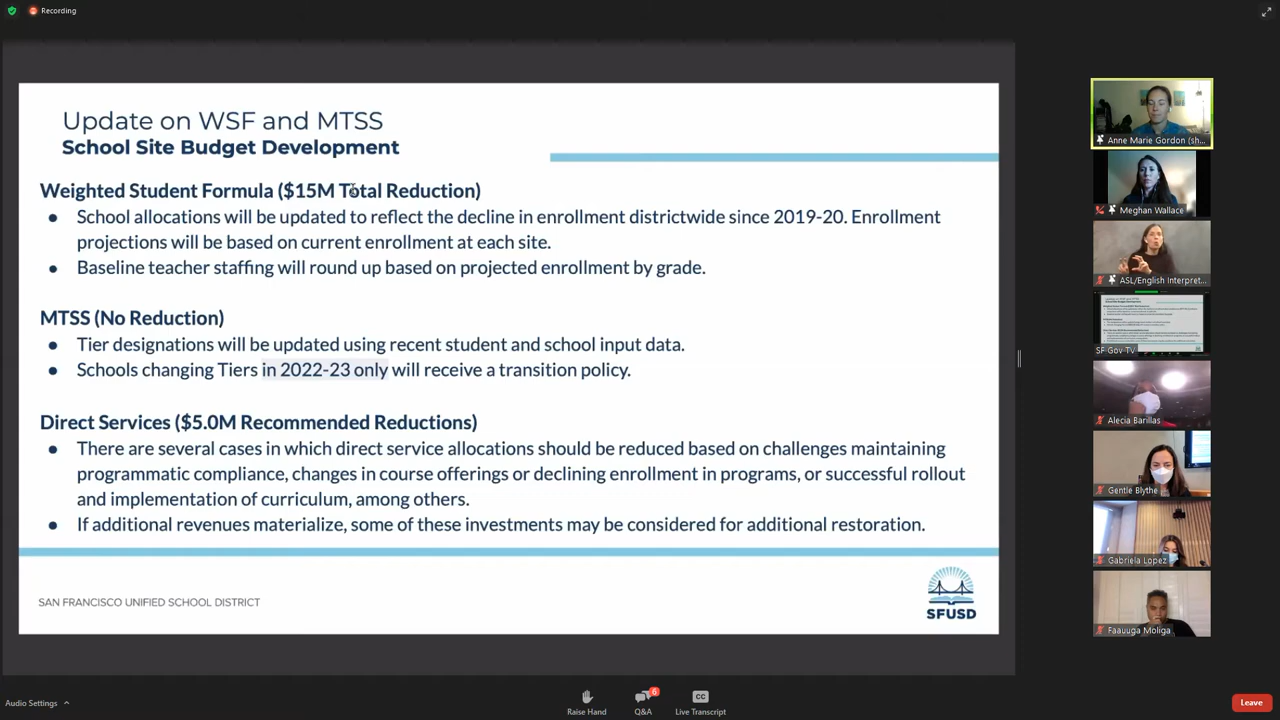 Recording
Update on WSF and MTSS
School Site Budget Development
Weighted Student Formula ($15M Total Reduction)
● School allocations will be updated to reflect the decline in enrollment districtwide since 2019-20. Enrollment
projections will be based on current enrollment at each site.
● Baseline teacher staffing will round up based on projected enrollment by grade.
MTSS (No Reduction)
● Tier designations will be updated using recent student and school input data.
● Schools changing Tiers in 2022-23 only will receive a transition policy.
Direct Services ($5.0M Recommended Reductions)
● There are several cases in which direct service allocations should be reduced based on challenges maintaining
programmatic compliance, changes in course offerings or declining enrollment in programs, or successful rollout
and implementation of curriculum, among others.
● If additional revenues materialize, some of these investments may be considered for additional restoration.
SAN FRANCISCO UNIFIED SCHOOL DISTRICT
SFUSD
Anne Marie Gordon (sh...
Meghan Wallace
ASL/English Interpret...
SF Gov TV
Alecia Barillas
Gentle Blythe
Gabriela Lopez
Faauuga Moliga
Audio Settings
Raise Hand
6
Q&A
CC
Live Transcript
Leave